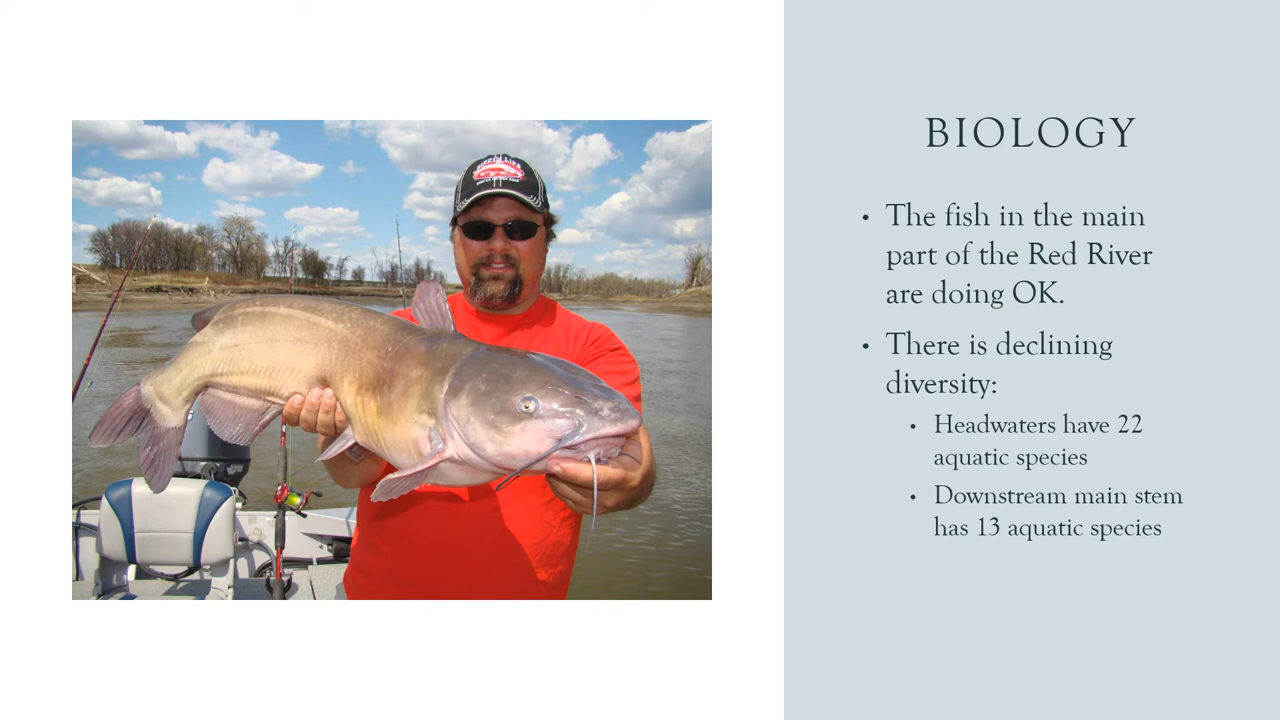 BIOLOGY
• The fish in the main
part of the Red River
are doing OK.
• There is declining
diversity:
• Headwaters have 22
aquatic species
• Downstream main stem
has 13 aquatic species